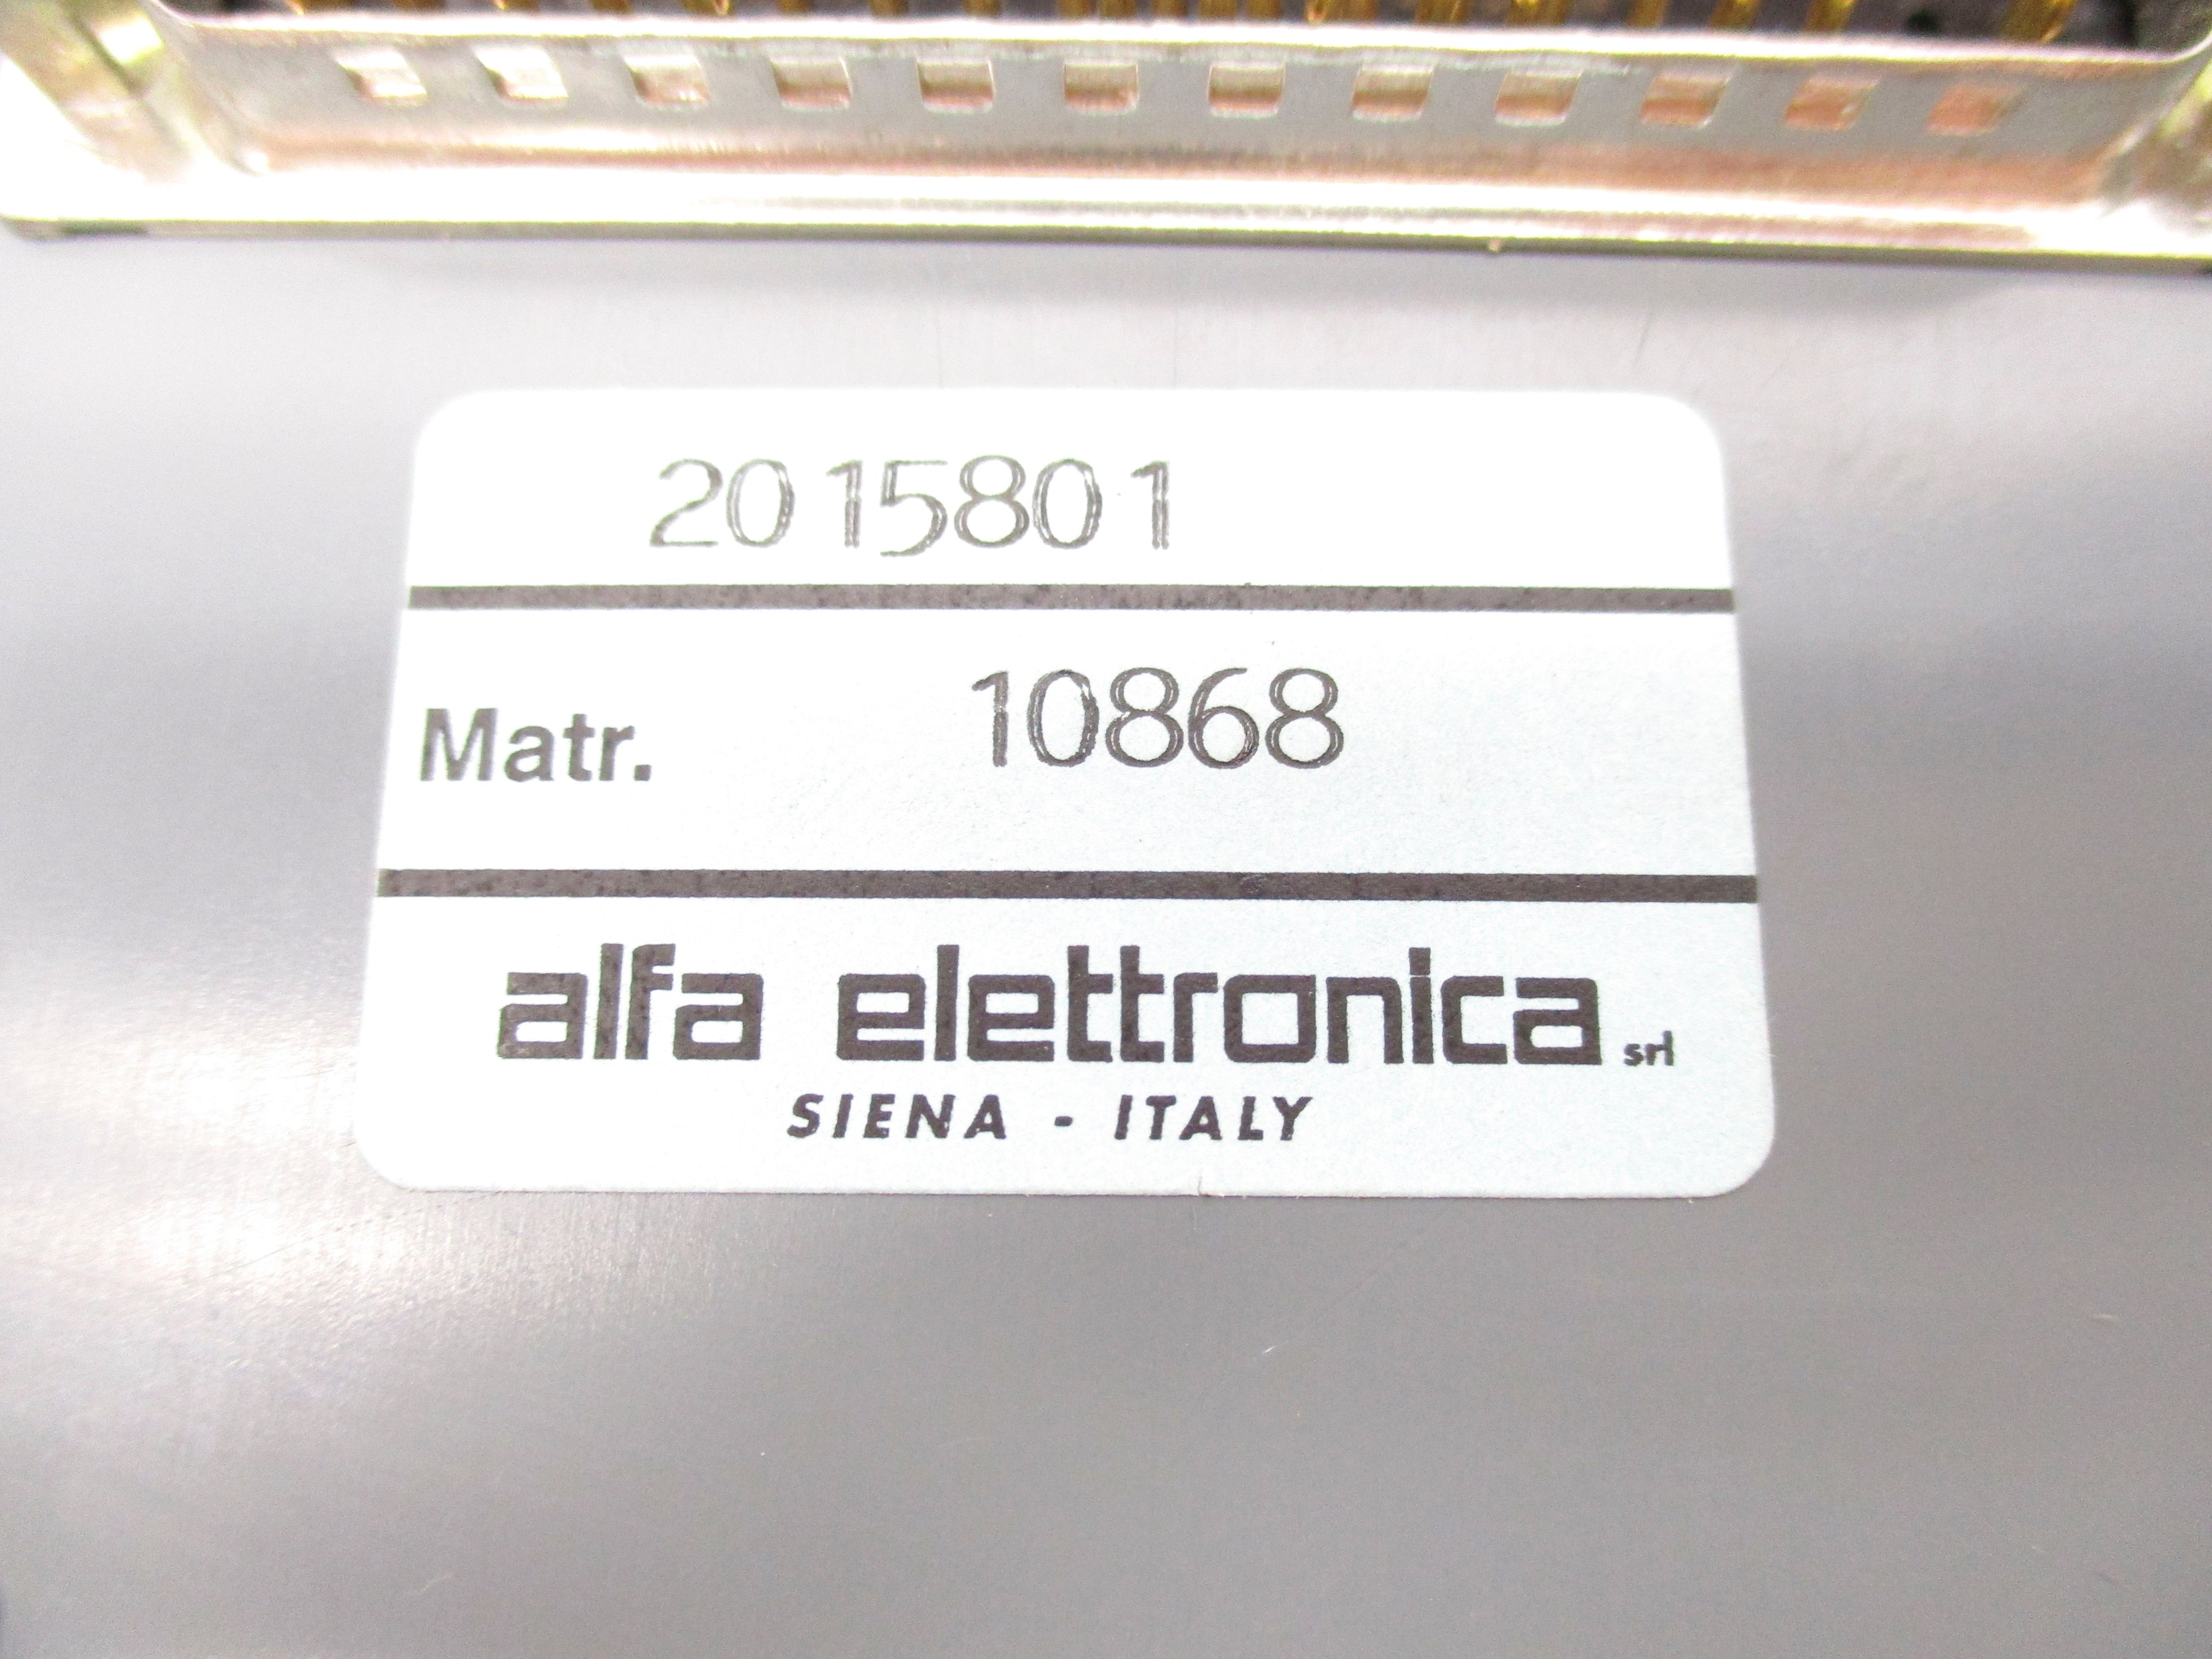 2015801
Matr. 10868
alfa elettronica srl
SIENA - ITALY